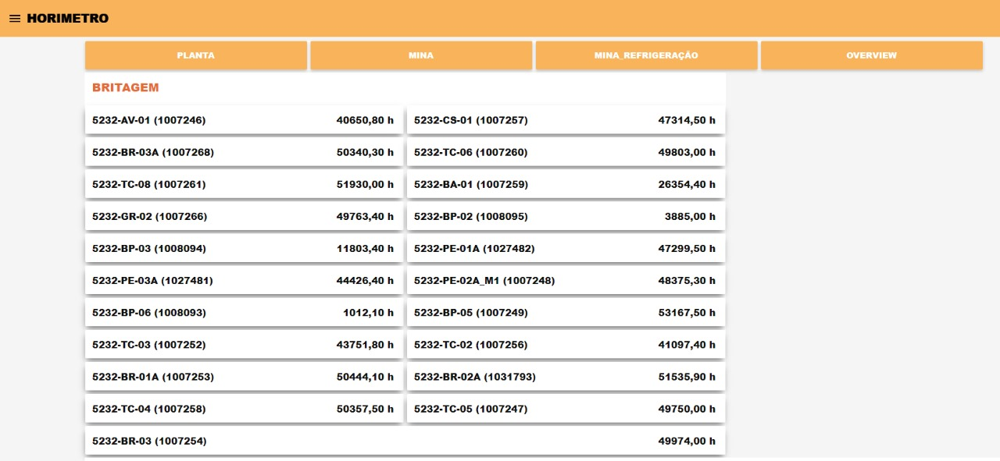 HORIMETRO
PLANTA MINA MINA_REFRIGERAÇÃO OVERVIEW
BRITAGEM
5232-AV-01 (1007246) 40650,80 h 5232-CS-01 (1007257) 47314,50 h
5232-BR-03A (1007268) 50340,30 h 5232-TC-06 (1007260) 49803,00 h
5232-TC-08 (1007261) 51930,00 h 5232-BA-01 (1007259) 26354,40 h
5232-GR-02 (1007266) 49763,40 h 5232-BP-02 (1008095) 3885,00 h
5232-BP-03 (1008094) 11803,40 h 5232-PE-01A (1027482) 47299,50 h
5232-PE-03A (1027481) 44426,40 h 5232-PE-02A_M1 (1007248) 48375,30 h
5232-BP-06 (1008093) 1012,10 h 5232-BP-05 (1007249) 53167,50 h
5232-TC-03 (1007252) 43751,80 h 5232-TC-02 (1007256) 41097,40 h
5232-BR-01A (1007253) 50444,10 h 5232-BR-02A (1031793) 51535,90 h
5232-TC-04 (1007258) 50357,50 h 5232-TC-05 (1007247) 49750,00 h
5232-BR-03 (1007254) 49974,00 h